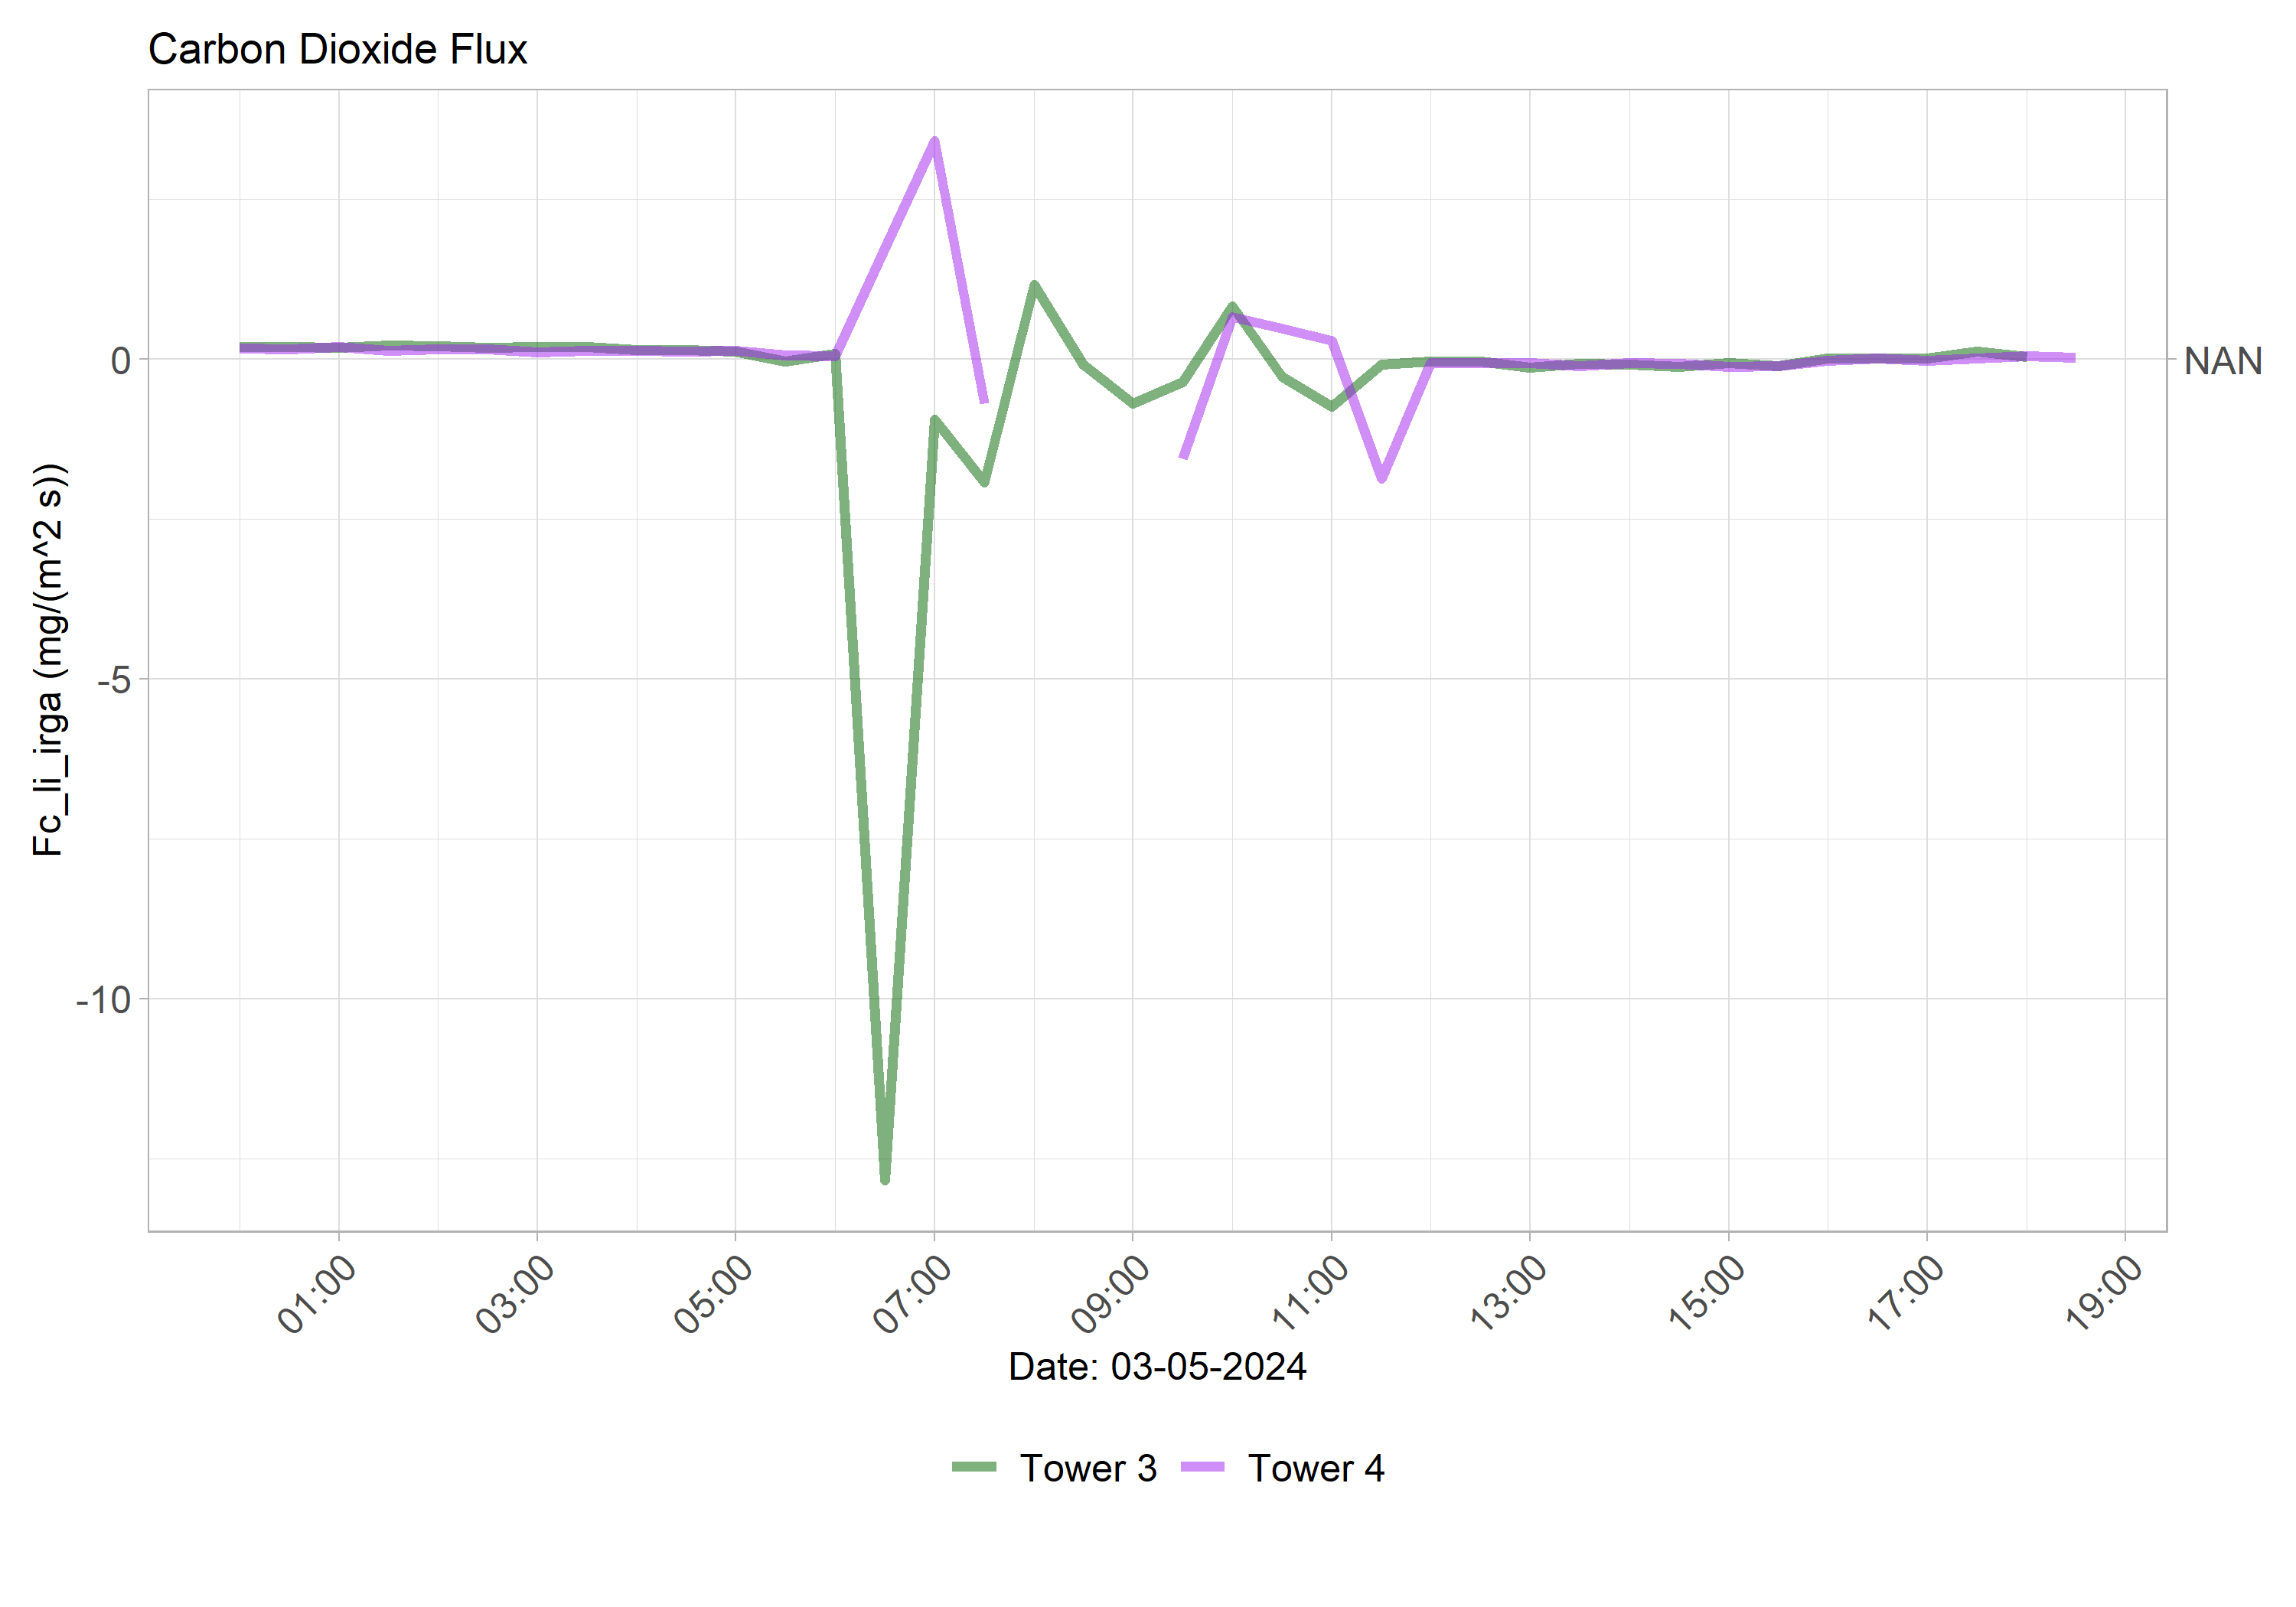 Carbon Dioxide Flux
Fc_li_irga (mg/(m^2 s))
0
-5
-10
NAN
01:00
03:00
05:00
07:00
09:00
11:00
13:00
15:00
17:00
19:00
Date: 03-05-2024
Tower 3
Tower 4